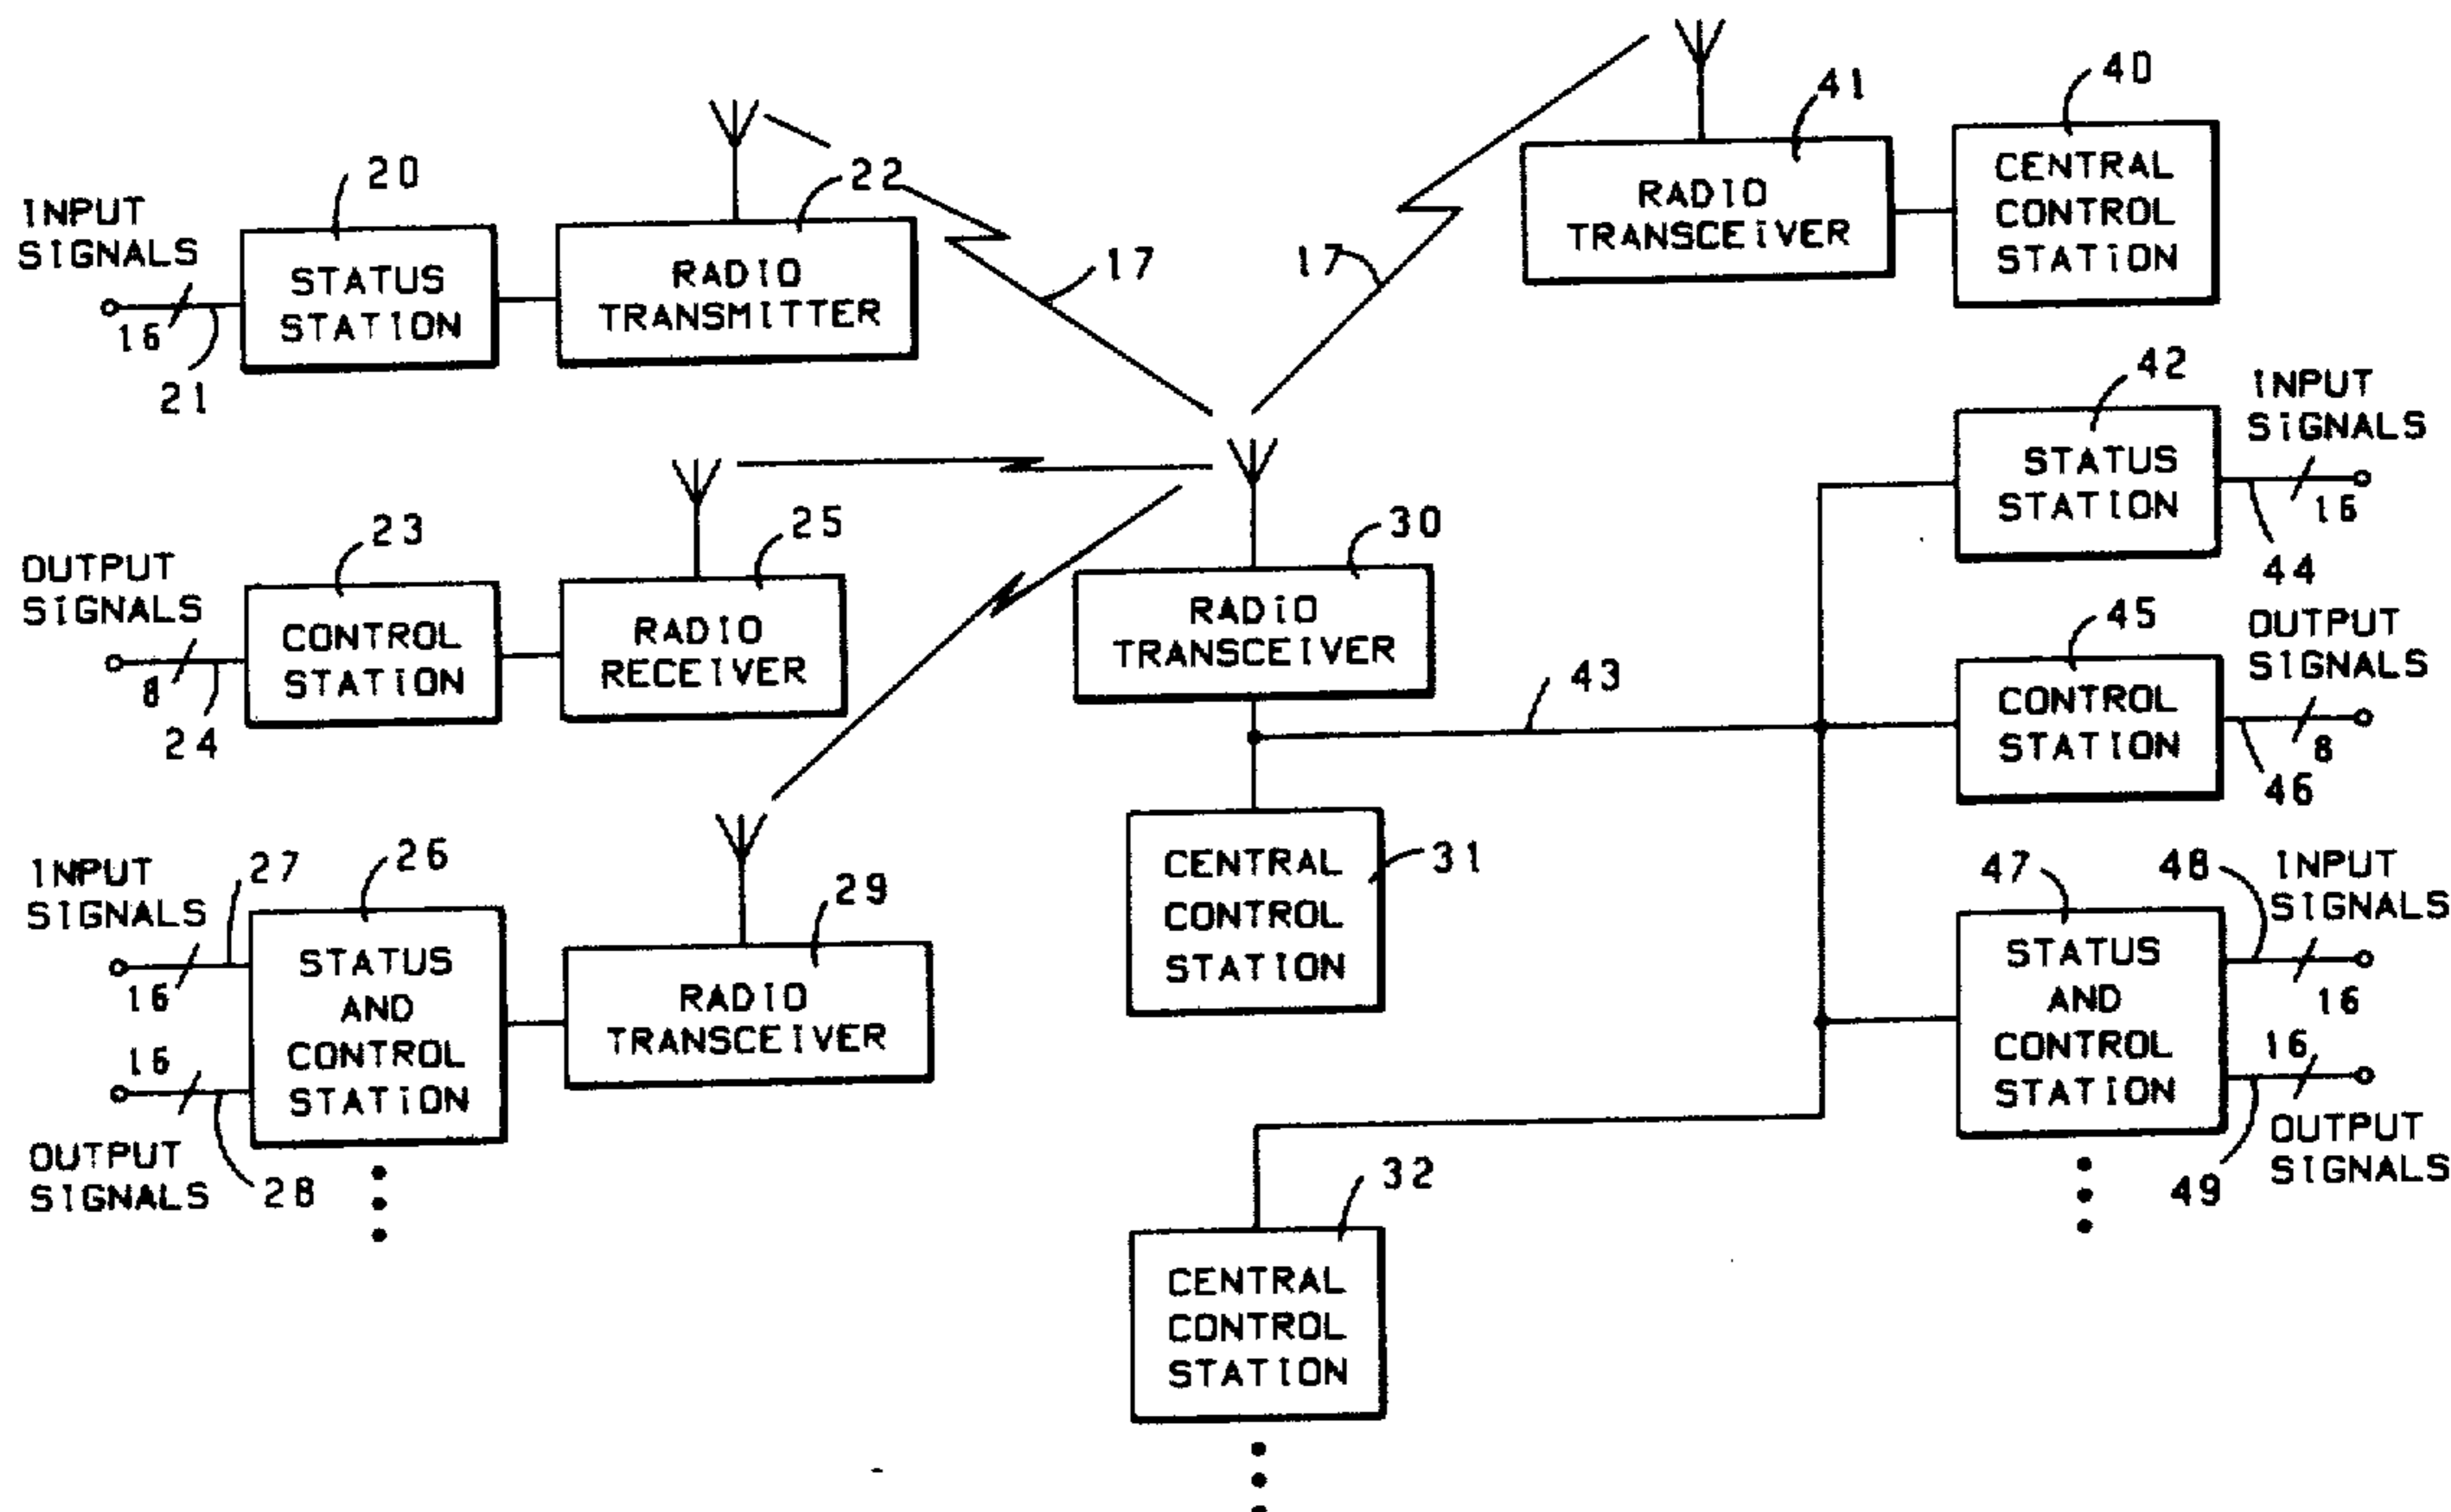 INPUT
SIGNALS
16
21
20
STATUS
STATION
22
RADIO
TRANSMITTER
17
17
41
RADIO
TRANSCEIVER
40
CENTRAL
CONTROL
STATION
OUTPUT
SIGNALS
8
24
23
CONTROL
STATION
25
RADIO
RECEIVER
30
RADIO
TRANSCEIVER
43
42
STATUS
STATION
INPUT
SIGNALS
16
44
45
CONTROL
STATION
OUTPUT
SIGNALS
8
46
INPUT
SIGNALS
27
16
16
OUTPUT
SIGNALS
28
26
STATUS
AND
CONTROL
STATION
29
RADIO
TRANSCEIVER
31
CENTRAL
CONTROL
STATION
47
STATUS
AND
CONTROL
STATION
48
INPUT
SIGNALS
16
16
49
OUTPUT
SIGNALS
32
CENTRAL
CONTROL
STATION